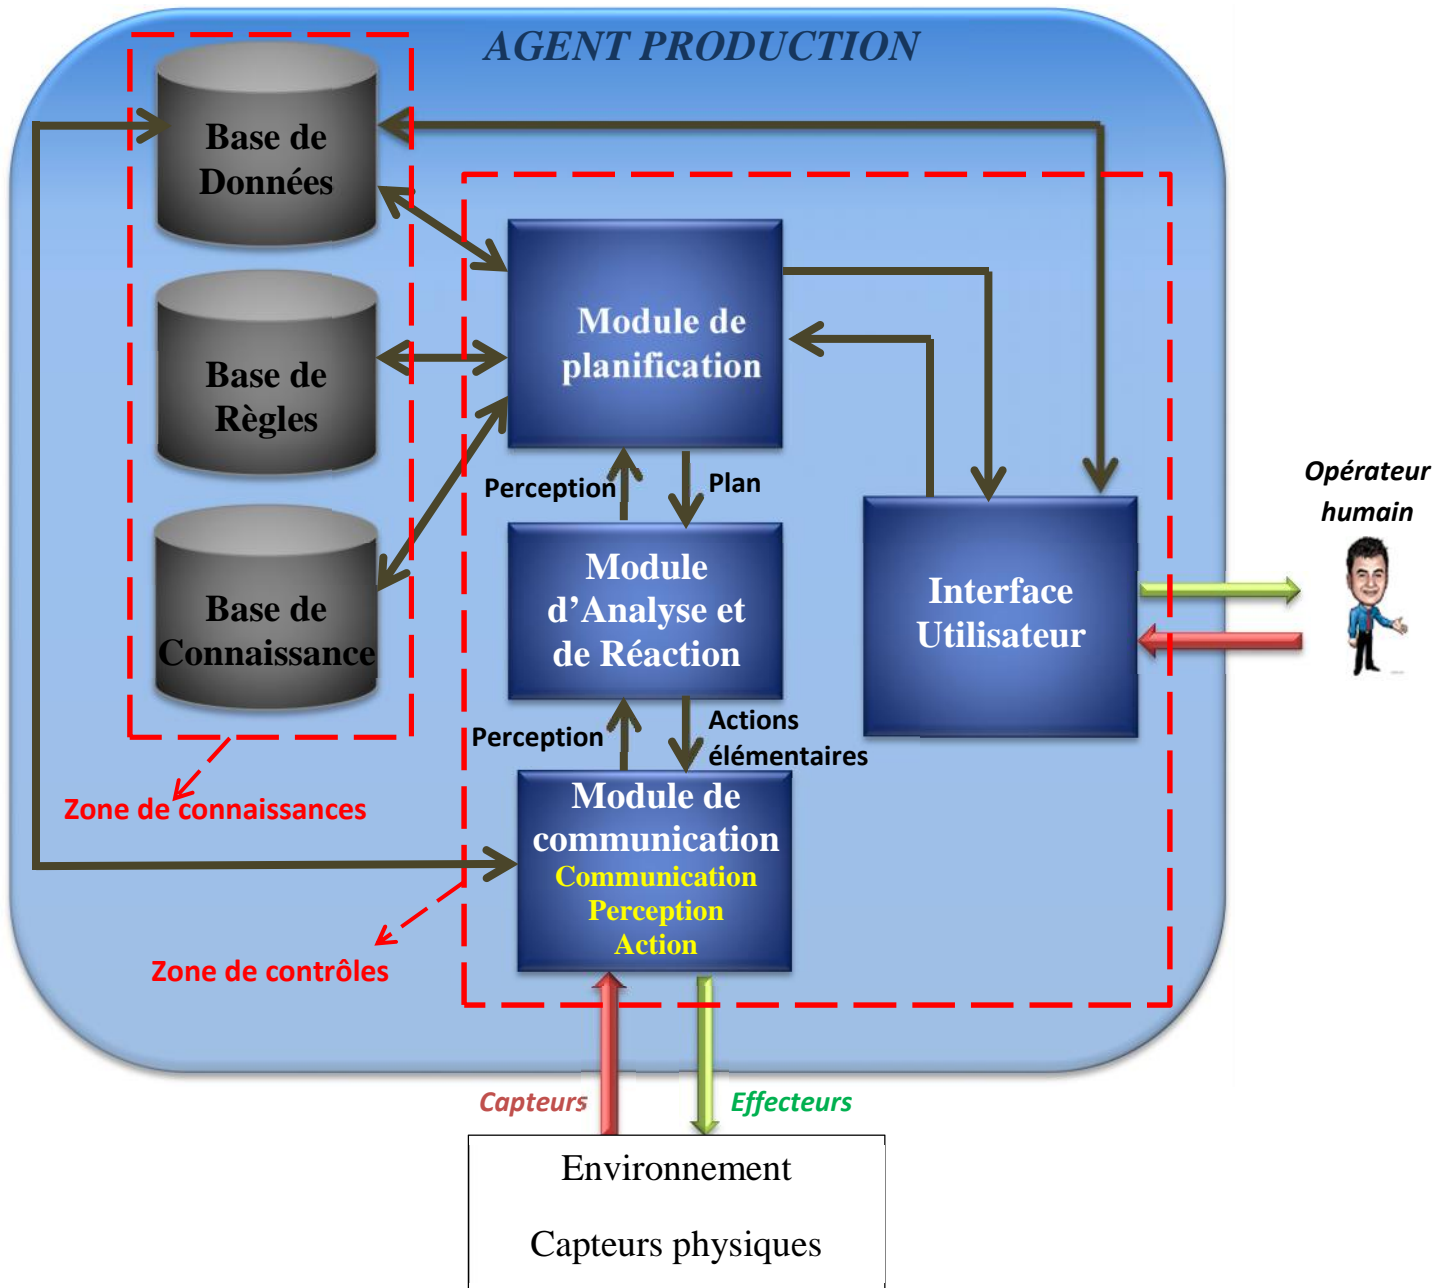 AGENT PRODUCTION
Base de
Données
Base de
Règles
Base de
Connaissance
Module de
planification
Perception
Plan
Module
d’Analyse et
de Réaction
Interface
Utilisateur
Opérateur
humain
Perception
Actions
élémentaires
Module de
communication
Communication
Perception
Action
Zone de connaissances
Zone de contrôles
Capteurs
Effecteurs
Environnement
Capteurs physiques